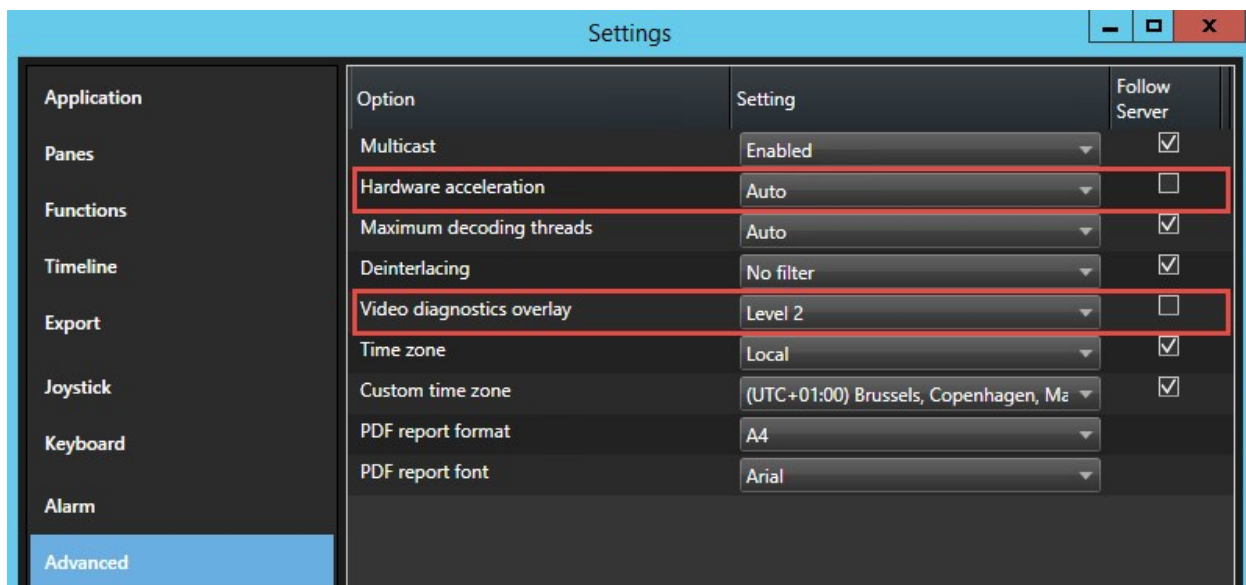 Settings
Application
Panes
Functions
Timeline
Export
Joystick
Keyboard
Alarm
Advanced
Option Setting Follow Server
Multicast Enabled
Hardware acceleration Auto
Maximum decoding threads Auto
Deinterlacing No filter
Video diagnostics overlay Level 2
Time zone Local
Custom time zone (UTC+01:00) Brussels, Copenhagen, Ma
PDF report format A4
PDF report font Arial